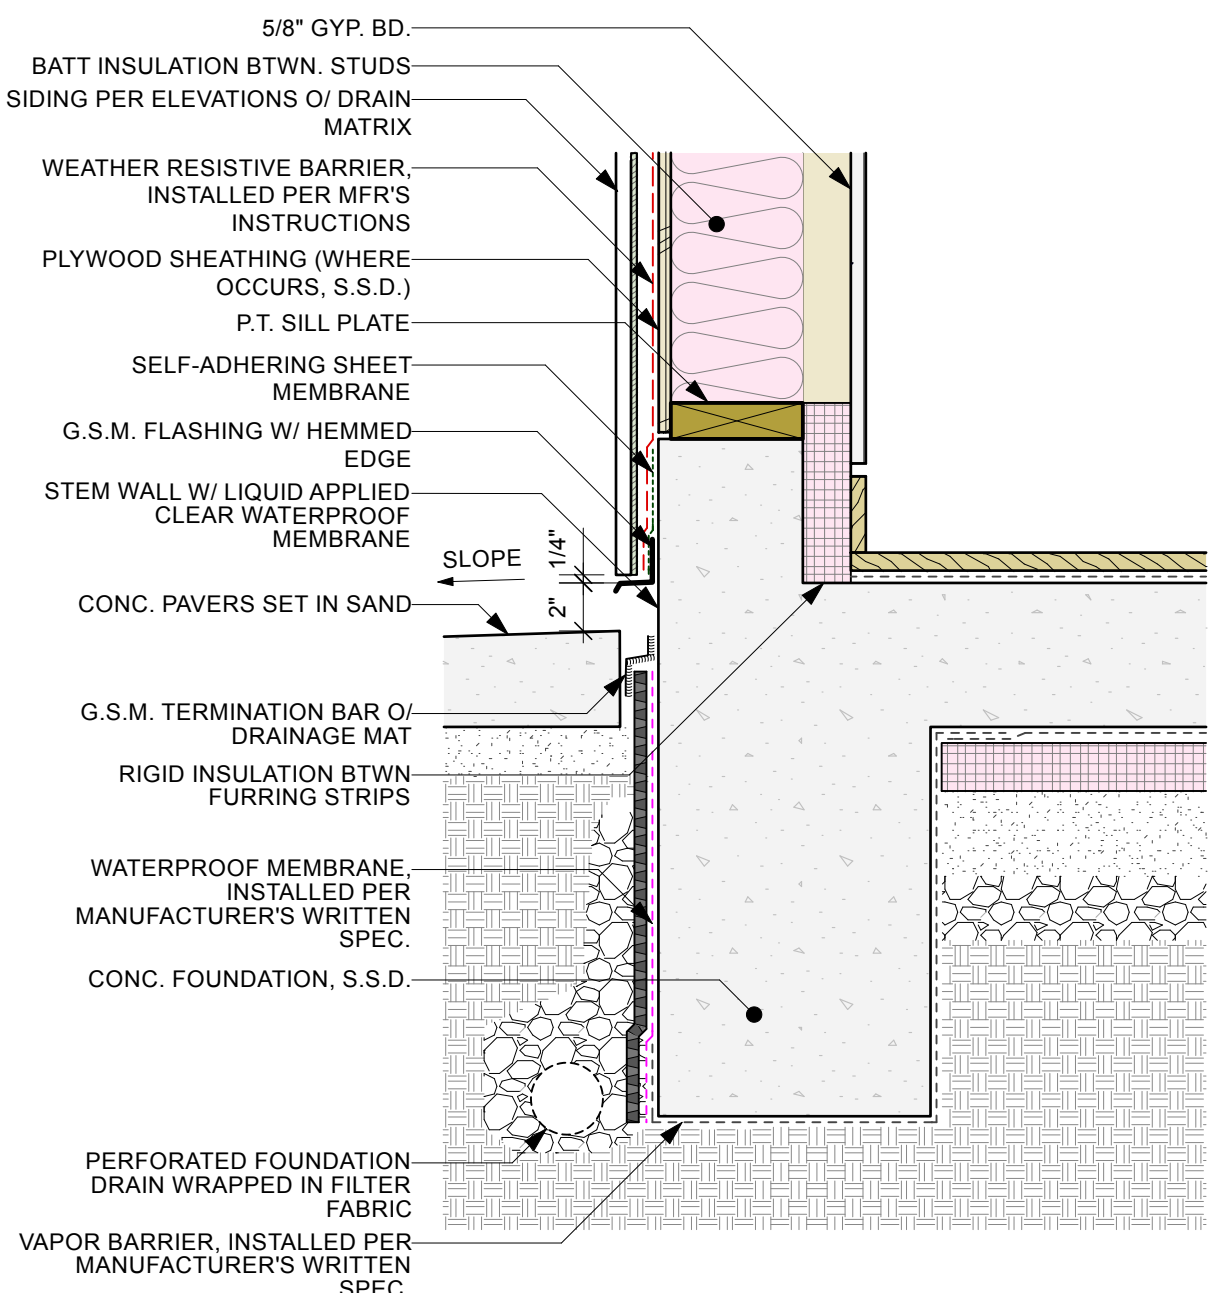 5/8" GYP. BD.
BATT INSULATION BTWN. STUDS
SIDING PER ELEVATIONS O/ DRAIN
MATRIX
WEATHER RESISTIVE BARRIER,
INSTALLED PER MFR'S
INSTRUCTIONS
PLYWOOD SHEATHING (WHERE
OCCURS, S.S.D.)
P.T. SILL PLATE
SELF-ADHERING SHEET
MEMBRANE
G.S.M. FLASHING W/ HEMMED
EDGE
STEM WALL W/ LIQUID APPLIED
CLEAR WATERPROOF
MEMBRANE
SLOPE
1/4"
2"
CONC. PAVERS SET IN SAND
G.S.M. TERMINATION BAR O/
DRAINAGE MAT
RIGID INSULATION BTWN
FURRING STRIPS
WATERPROOF MEMBRANE,
INSTALLED PER
MANUFACTURER'S WRITTEN
SPEC.
CONC. FOUNDATION, S.S.D.
PERFORATED FOUNDATION
DRAIN WRAPPED IN FILTER
FABRIC
VAPOR BARRIER, INSTALLED PER
MANUFACTURER'S WRITTEN
SPEC.